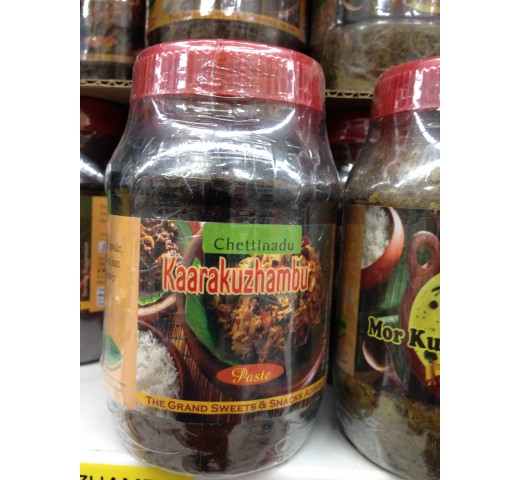 Chettinadu
Kaarakuzhambu
Paste
THE GRAND SWEETS & SNACKS
Mor Ku